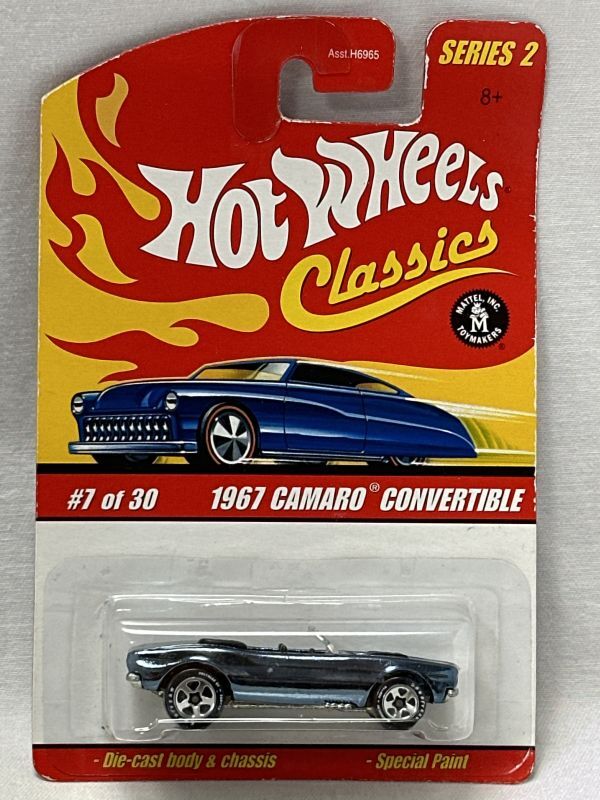 Asst.H6965
SERIES 2
8+
HOT WHEELS®
Classics
MATTEL, INC.
M
TOYMAKERS
®
#7 of 30
1967 CAMARO® CONVERTIBLE
- Die-cast body & chassis
- Special Paint